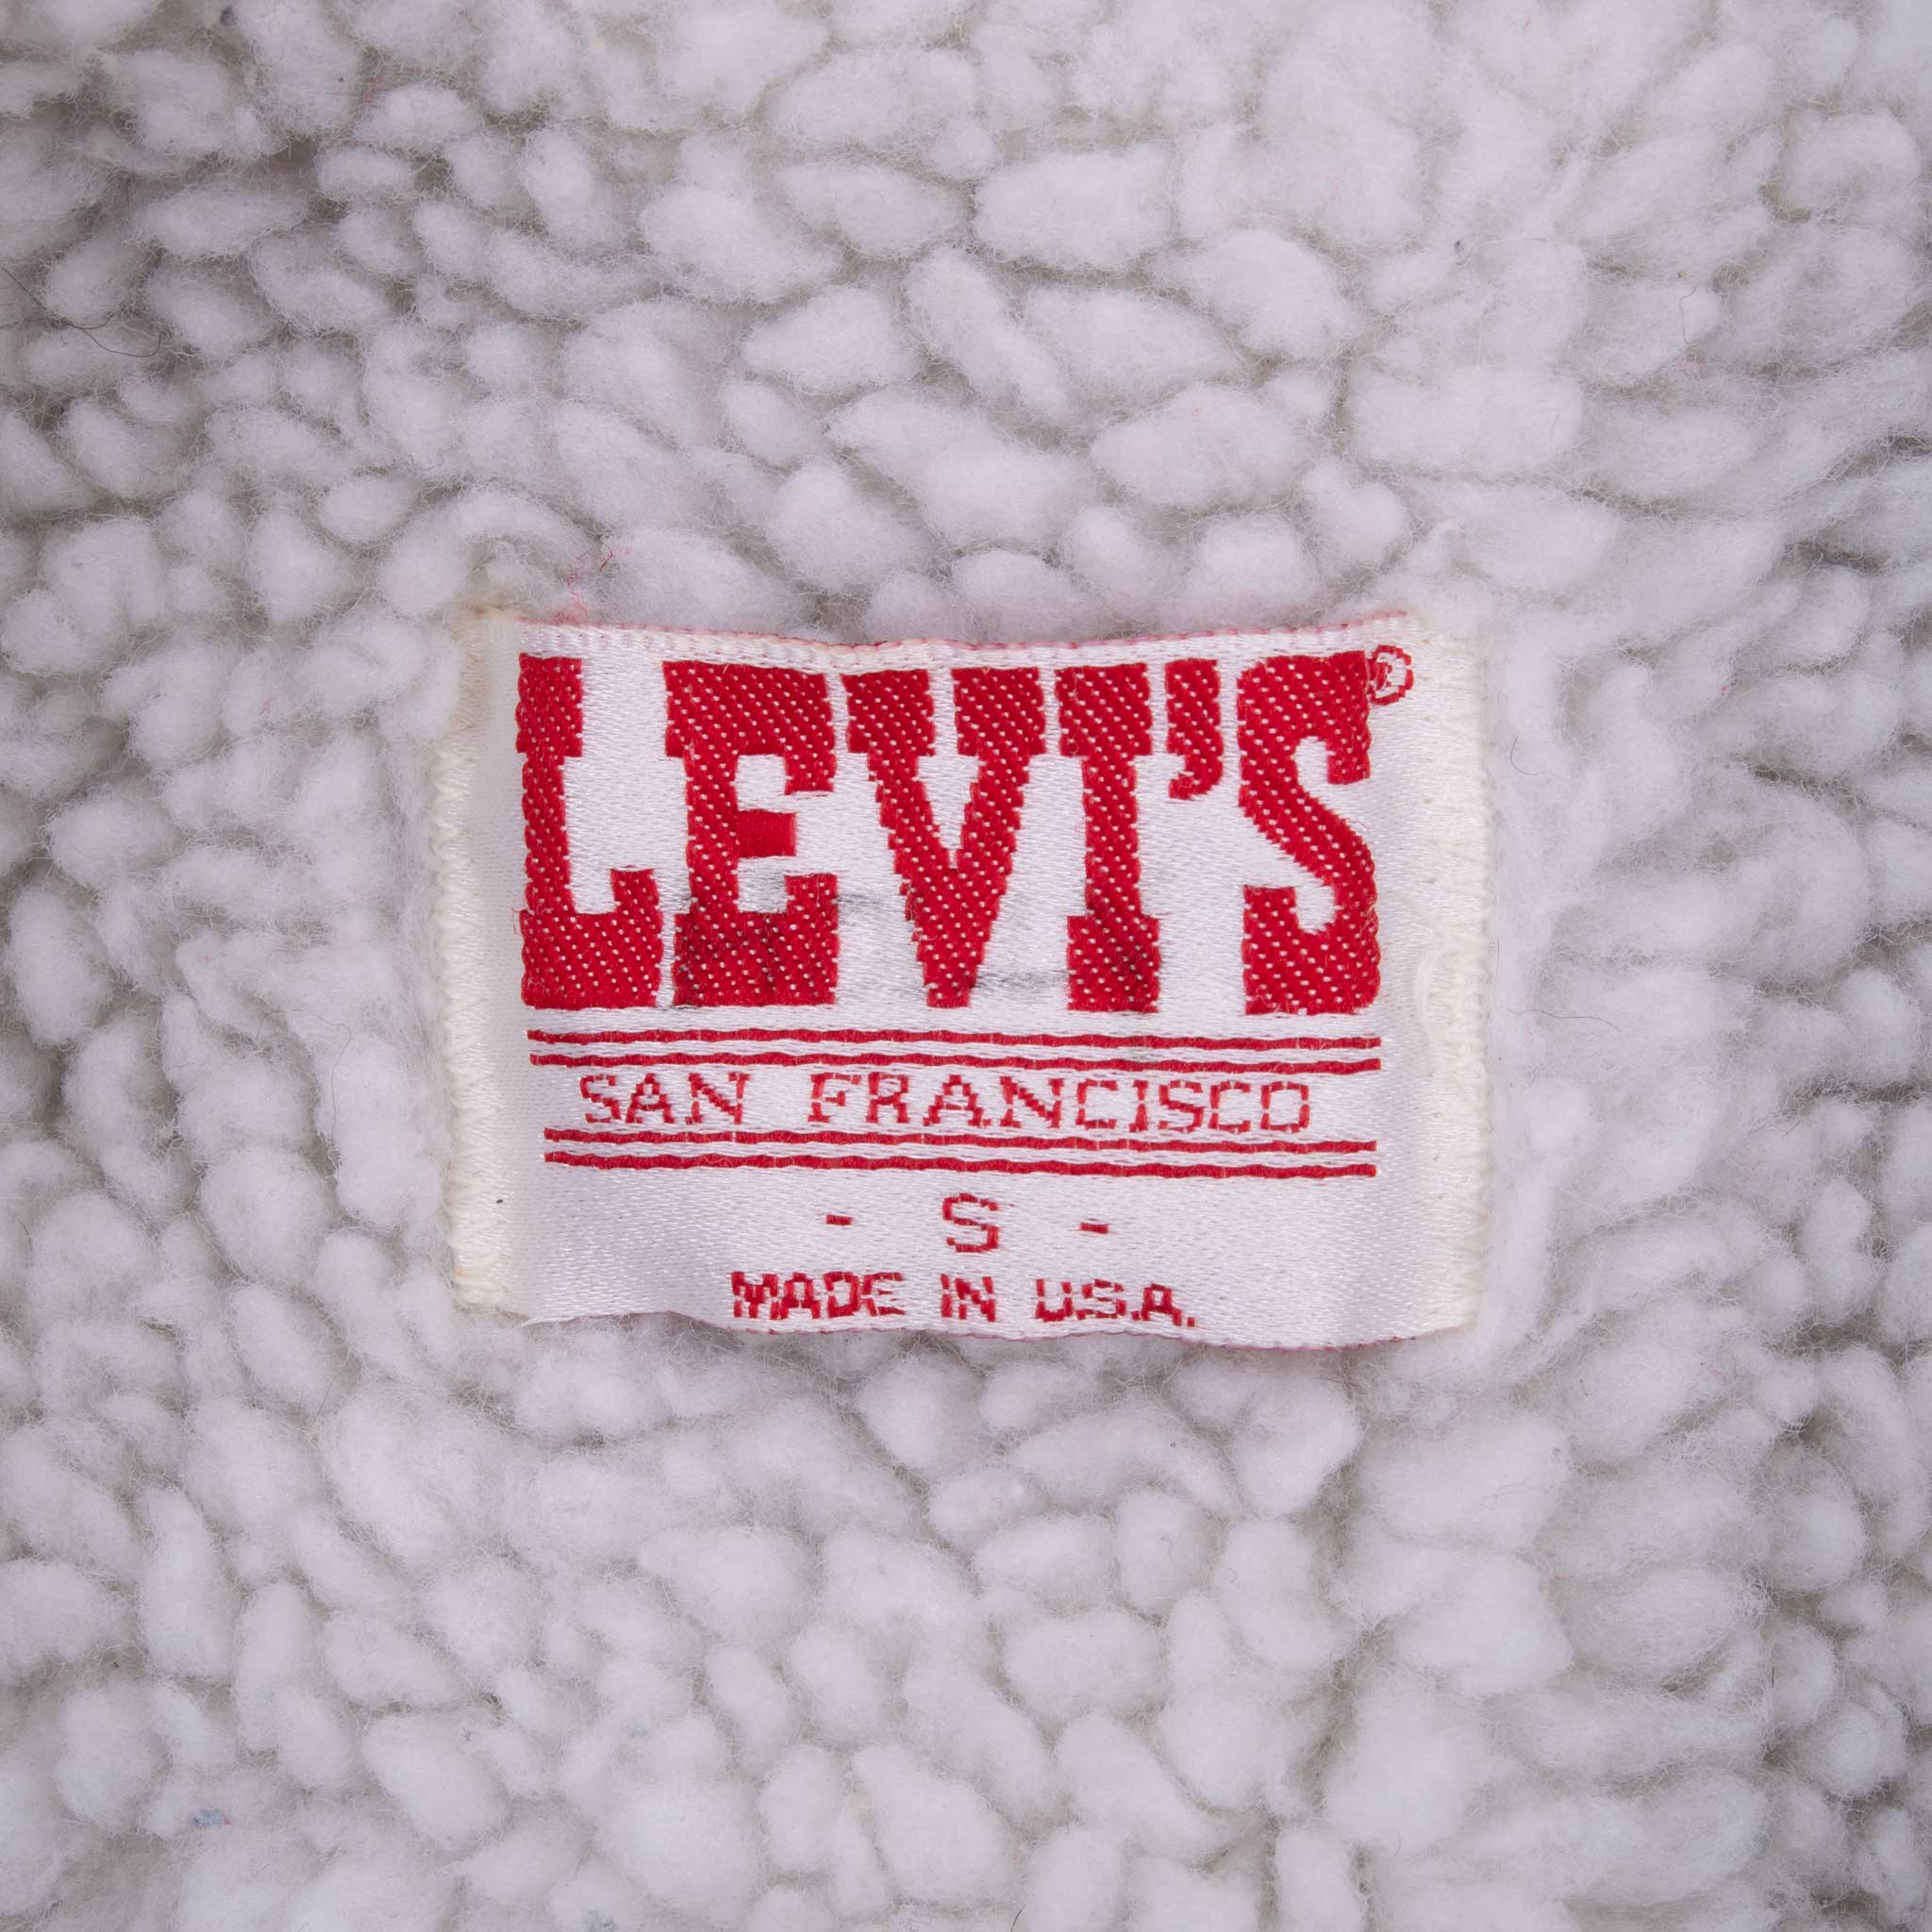 LEVI'S®
SAN FRANCISCO
- S -
MADE IN U.S.A.